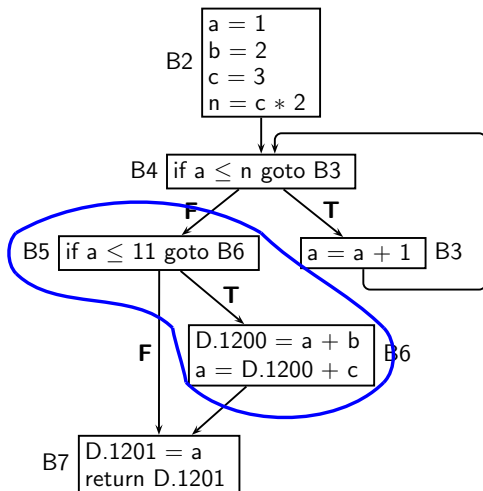 a = 1
b = 2
B2
c = 3
n = c * 2
B4 if a ≤ n goto B3
F
T
B5 if a ≤ 11 goto B6
a = a + 1 B3
T
F
D.1200 = a + b
B6
a = D.1200 + c
D.1201 = a
B7
return D.1201